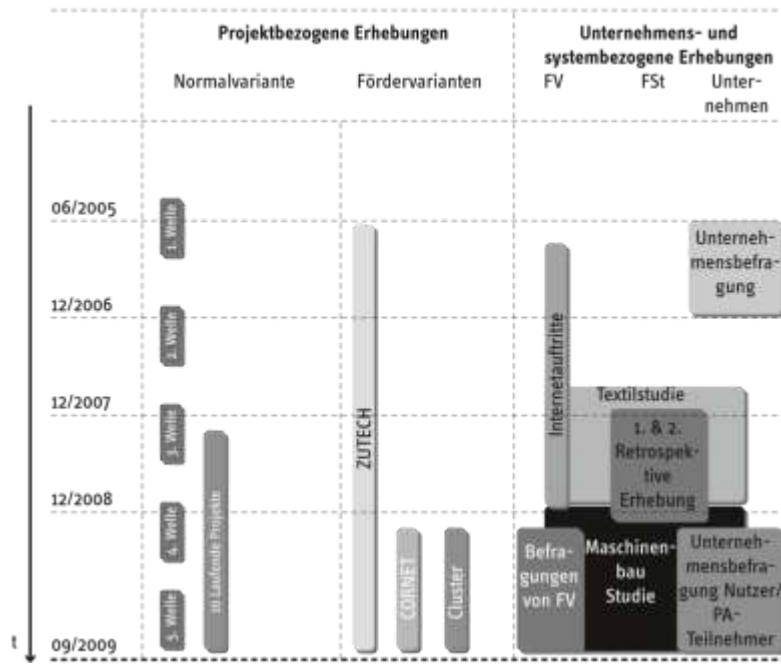 Projektbezogene Erhebungen
Unternehmens- und
systembezogene Erhebungen
Normalvariante
Fördervarianten
FV
FSt
Unter-
nehmen
06/2005
1. Welle
Unterneh-
mensbefra-
gung
12/2006
2. Welle
Internetauftritte
12/2007
3. Welle
ZUTECH
Textilstudie
1. & 2.
Retrospek-
tive
Erhebung
12/2008
4. Welle
10 Laufende Projekte
CORNET
Cluster
Befra-
gungen
von FV
Maschinen-
bau
Studie
Unterneh-
mensbefra-
gung Nutzer/
PA-
Teilnehmer
5. Welle
t
09/2009